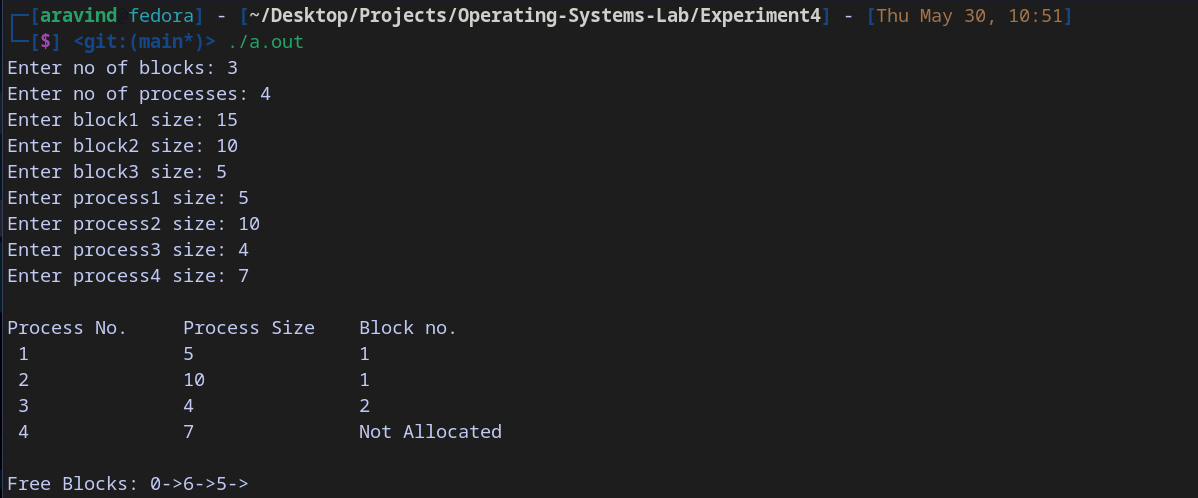 ┌─[aravind fedora] - [~/Desktop/Projects/Operating-Systems-Lab/Experiment4] - [Thu May 30, 10:51]
└─[$] <git:(main*)> ./a.out
Enter no of blocks: 3
Enter no of processes: 4
Enter block1 size: 15
Enter block2 size: 10
Enter block3 size: 5
Enter process1 size: 5
Enter process2 size: 10
Enter process3 size: 4
Enter process4 size: 7
Process No. Process Size Block no.
1 5 1
2 10 1
3 4 2
4 7 Not Allocated
Free Blocks: 0->6->5->